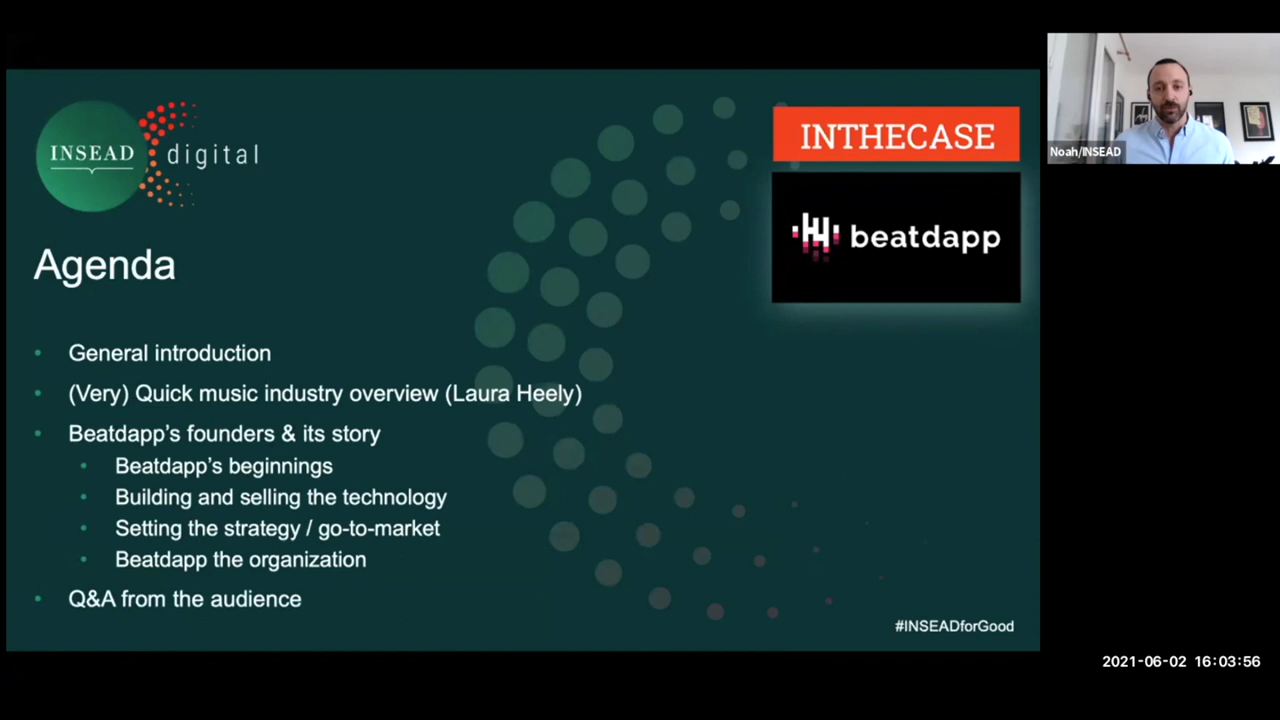 INSEAD
digital
INTHECASE
beatdapp
Noah/INSEAD
Agenda
• General introduction
• (Very) Quick music industry overview (Laura Heely)
• Beatdapp's founders & its story
• Beatdapp's beginnings
• Building and selling the technology
• Setting the strategy / go-to-market
• Beatdapp the organization
• Q&A from the audience
#INSEADforGood
2021-06-02 16:03:56